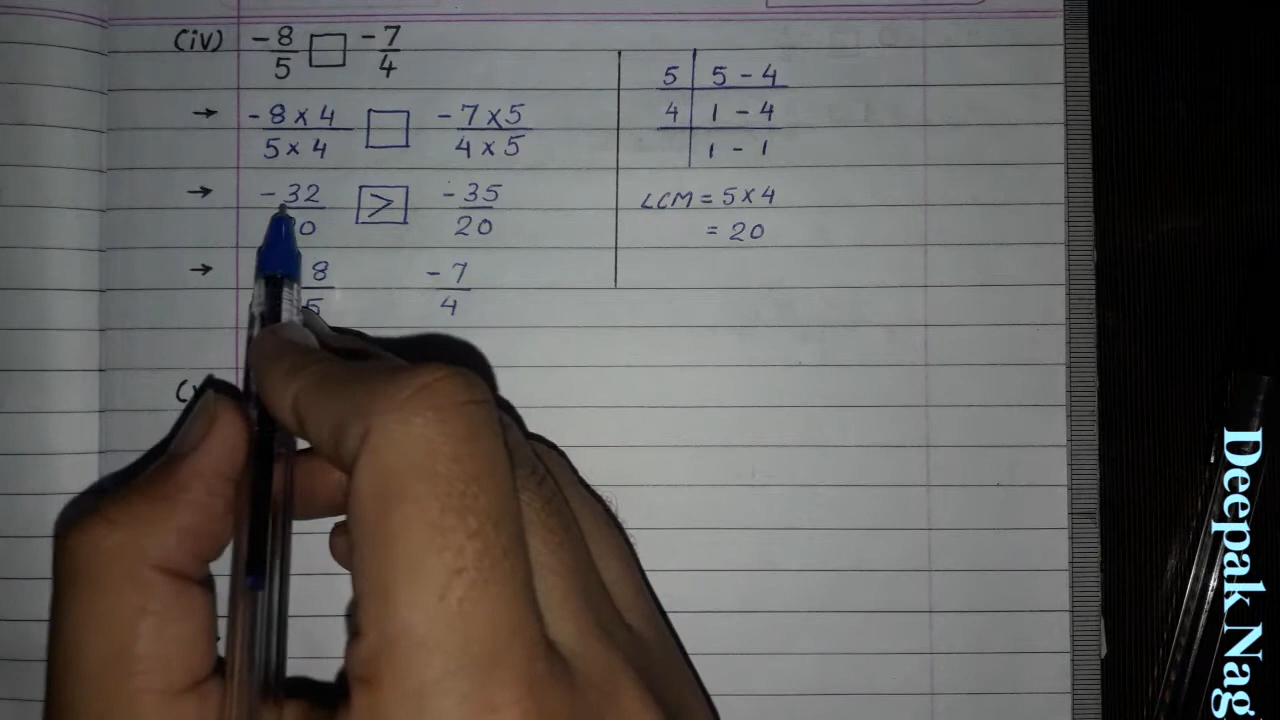 (iv) -8/5 □ -7/4
→ -8×4/5×4 □ -7×5/4×5
→ -32/20 > -35/20
→ 8/5 -7/4
5 | 5 - 4
4 | 1 - 4
1 - 1
LCM = 5×4
= 20
Deepak Nag